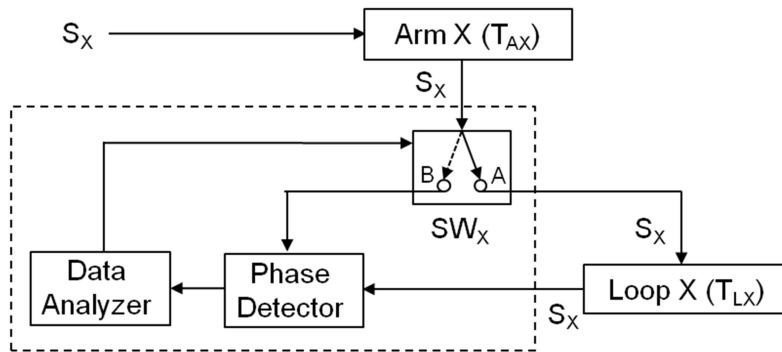 S_X
Arm X (T_AX)
S_X
B
A
SW_X
S_X
Data
Analyzer
Phase
Detector
S_X
Loop X (T_LX)